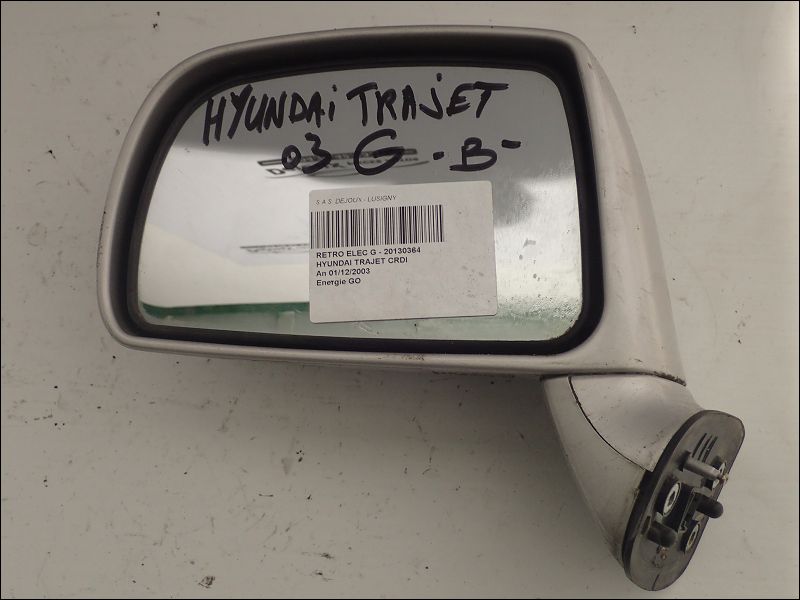 HYUNDAi TRAJET
03 G -B-
S.A.S. DEJOUX - LUSIGNY
RETRO ELEC G - 20130364
HYUNDAI TRAJET CRDI
An 01/12/2003
Energie GO